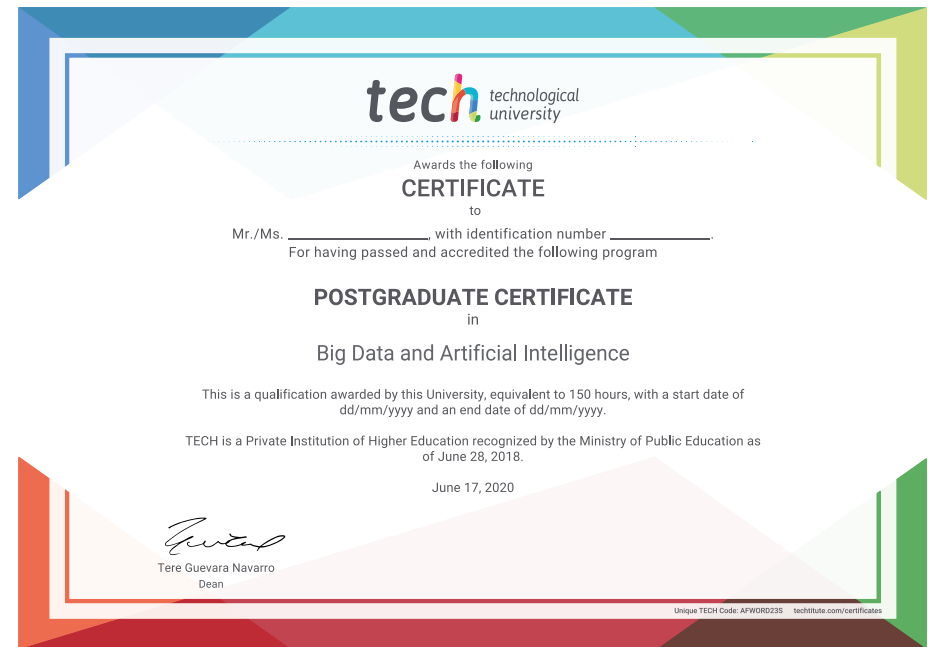 tech technological
university
Awards the following
CERTIFICATE
to
Mr./Ms. ____________________, with identification number ______________.
For having passed and accredited the following program
POSTGRADUATE CERTIFICATE
in
Big Data and Artificial Intelligence
This is a qualification awarded by this University, equivalent to 150 hours, with a start date of
dd/mm/yyyy and an end date of dd/mm/yyyy.
TECH is a Private Institution of Higher Education recognized by the Ministry of Public Education as
of June 28, 2018.
June 17, 2020
Tere Guevara Navarro
Dean
Unique TECH Code: AFWORD23S techtitute.com/certificates